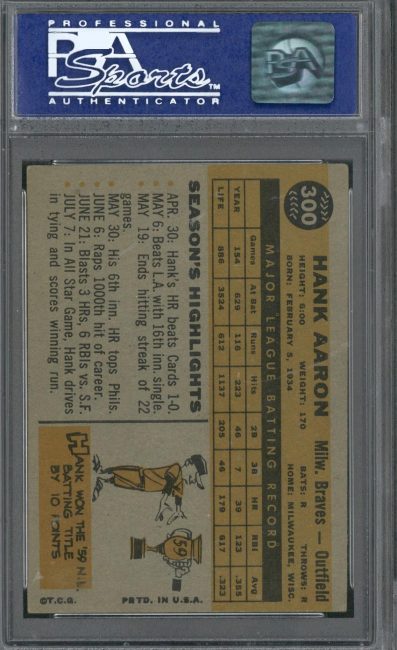 PROFESSIONAL
PSA
Sports
AUTHENTICATOR
PSA
300
HANK AARON Milw. Braves — Outfield
HEIGHT: 6:00 WEIGHT: 170 BATS: R THROWS: R
BORN: FEBRUARY 5, 1934 HOME: MILWAUKEE, WISC.
MAJOR LEAGUE BATTING RECORD
Games At Bat Runs Hits 2B 3B HR RBI Avg
YEAR 154 629 116 223 46 7 39 123 .355
LIFE 886 3524 612 1137 205 46 179 617 .323
SEASON'S HIGHLIGHTS
• APR. 30: Hank's HR beats Cards 1-0.
• MAY 6: Beats L.A. with 16th inn. single.
• MAY 19: Ends hitting streak of 22
games.
• MAY 30: His 6th inn. HR tops Phils.
• JUNE 6: Raps 1000th hit of career.
• JUNE 21: Blasts 3 HRs, 6 RBIs vs. S.F.
• JULY 7: In All Star Game, Hank drives
in tying and scores winning run.
'59
HANK WON THE '59 N.L.
BATTING TITLE
BY 10 POINTS
©T.C.G. PRTD. IN U.S.A.